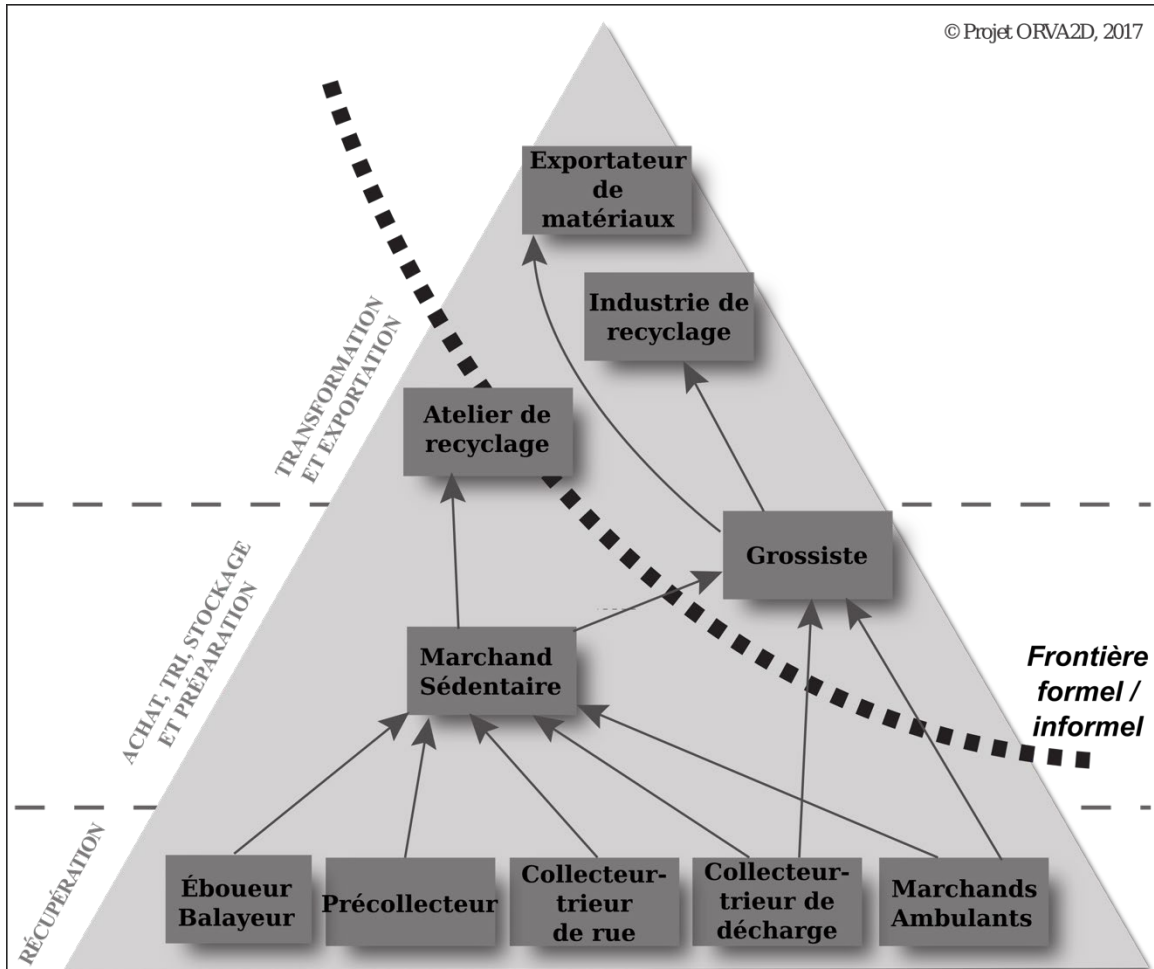 © Projet ORVA2D, 2017
Exportateur
de
matériaux
Industrie de
recyclage
TRANSFORMATION
ET EXPORTATION
Atelier de
recyclage
Grossiste
ACHAT, TRI, STOCKAGE
ET PRÉPARATION
Marchand
Sédentaire
Frontière
formel /
informel
RÉCUPÉRATION
Éboueur
Balayeur
Précollecteur
Collecteur-
trieur
de rue
Collecteur-
trieur de
décharge
Marchands
Ambulants